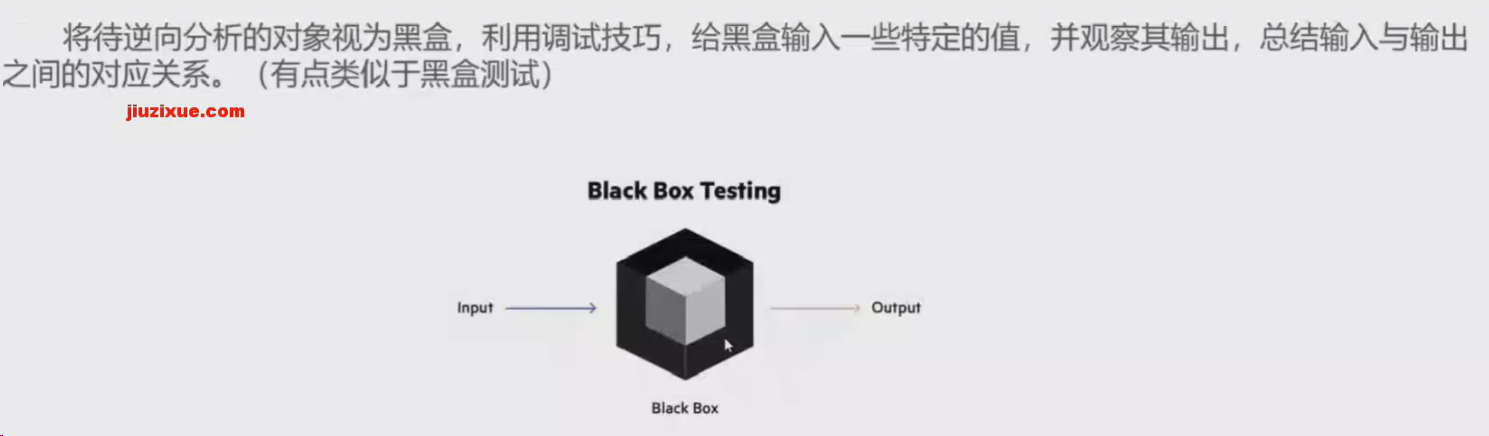 将待逆向分析的对象视为黑盒，利用调试技巧，给黑盒输入一些特定的值，并观察其输出，总结输入与输出
之间的对应关系。（有点类似于黑盒测试）
jiuzixue.com
Black Box Testing
Input
Output
Black Box